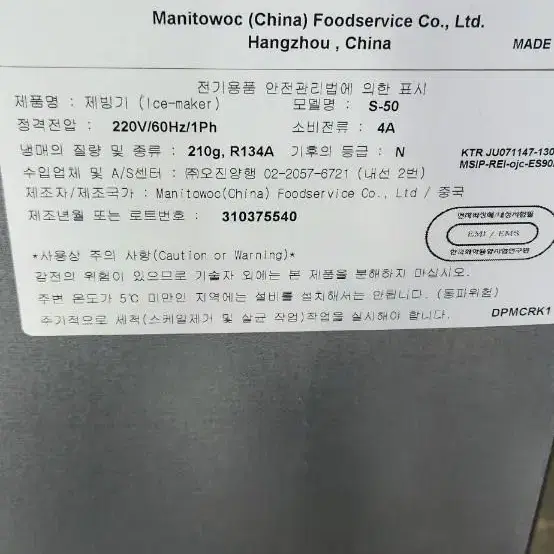 Manitowoc (China) Foodservice Co., Ltd.
Hangzhou , China
MADE
전기용품 안전관리법에 의한 표시
제품명 : 제빙기 (Ice-maker) 모델명 : S-50
정격전압 : 220V/60Hz/1Ph 소비전류 : 4A
냉매의 질량 및 종류 : 210g, R134A 기후의 등급 : N
KTR JU071147-130
MSIP-REI-ojc-ES90
수입업체 및 A/S센터 : ㈜오진양행 02-2057-6721 (내선 2번)
제조자/제조국가 : Manitowoc(China) Foodservice Co., Ltd / 중국
제조년월 또는 로트번호 : 310375540
EMI / EMS
*사용상 주의 사항(Caution or Warning)*
감전의 위험이 있으므로 기술자 외에는 본 제품을 분해하지 마십시오.
주변 온도가 5℃ 미만인 지역에는 설비를 설치해서는 안됩니다. (동파위험)
주기적으로 세척(스케일제거 및 살균 작업)작업을 실시해야 합니다.
DPMCRK1